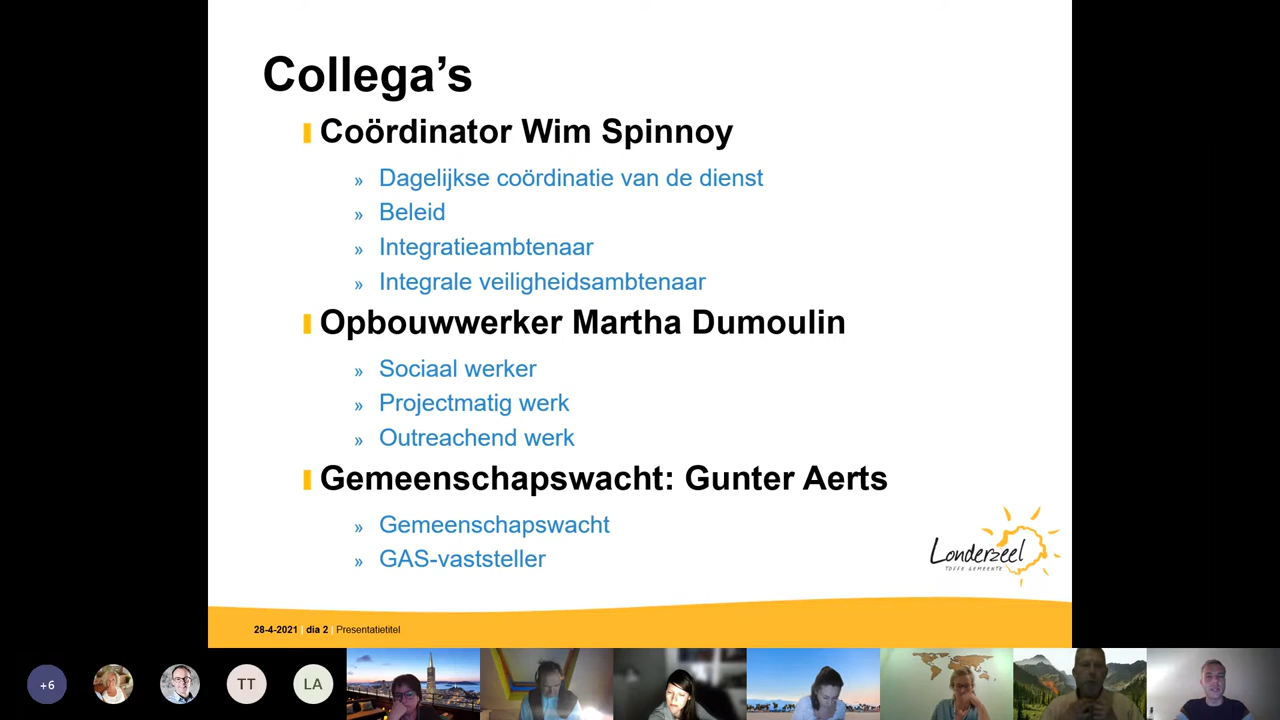 Collega's
Coördinator Wim Spinnoy
» Dagelijkse coördinatie van de dienst
» Beleid
» Integratieambtenaar
» Integrale veiligheidsambtenaar
Opbouwwerker Martha Dumoulin
» Sociaal werker
» Projectmatig werk
» Outreachend werk
Gemeenschapswacht: Gunter Aerts
» Gemeenschapswacht
» GAS-vaststeller
Londerzeel
TOFFE GEMEENTE
28-4-2021 | dia 2 | Presentatietitel
+6 TT LA